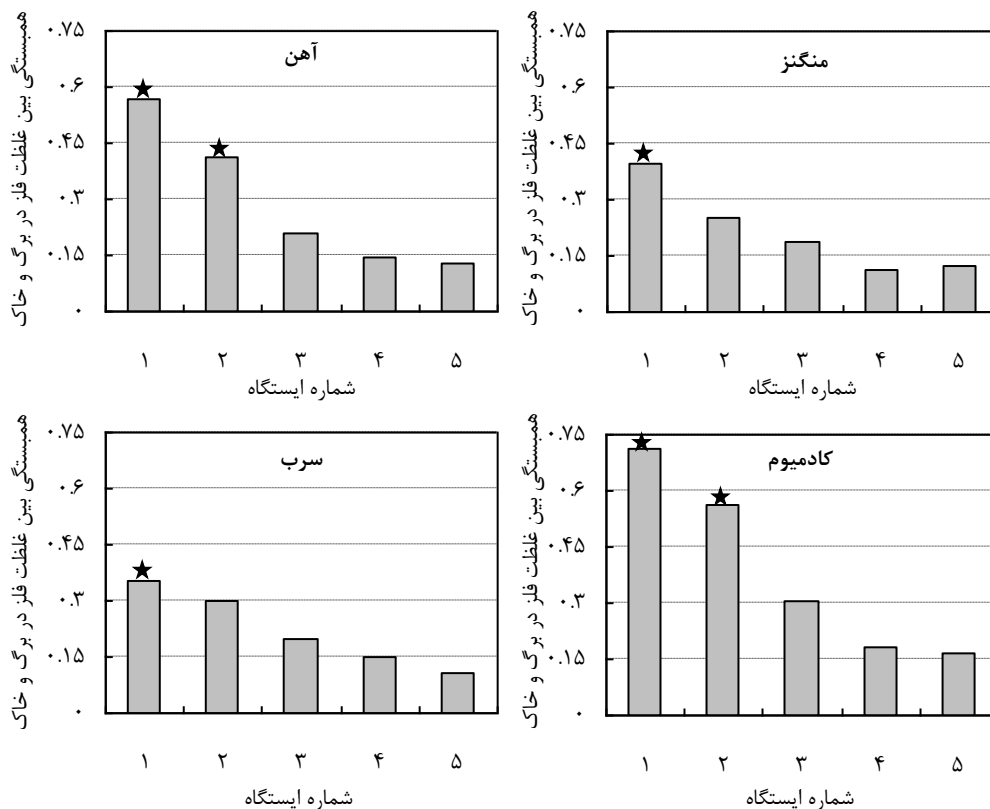 همبستگی بین غلظت فلز در برگ و خاک
آهن
۰.۷۵
۰.۶
۰.۴۵
۰.۳
۰.۱۵
۰
۱ ۲ ۳ ۴ ۵
شماره ایستگاه
همبستگی بین غلظت فلز در برگ و خاک
منگنز
۰.۷۵
۰.۶
۰.۴۵
۰.۳
۰.۱۵
۰
۱ ۲ ۳ ۴ ۵
شماره ایستگاه
همبستگی بین غلظت فلز در برگ و خاک
سرب
۰.۷۵
۰.۶
۰.۴۵
۰.۳
۰.۱۵
۰
۱ ۲ ۳ ۴ ۵
شماره ایستگاه
همبستگی بین غلظت فلز در برگ و خاک
کادمیوم
۰.۷۵
۰.۶
۰.۴۵
۰.۳
۰.۱۵
۰
۱ ۲ ۳ ۴ ۵
شماره ایستگاه